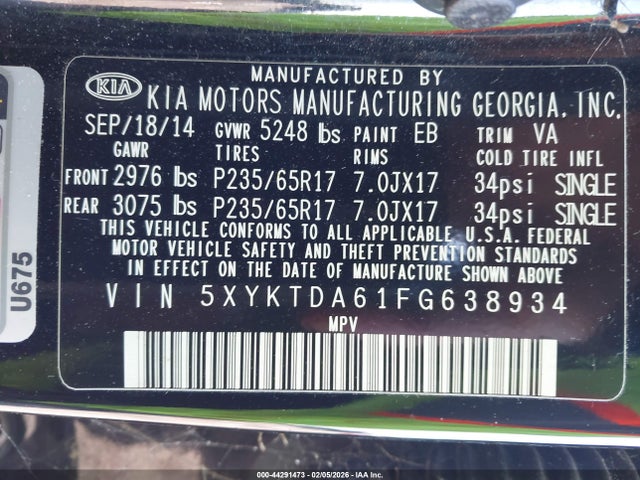 MANUFACTURED BY
KIA KIA MOTORS MANUFACTURING GEORGIA, INC.
SEP/18/14 GVWR 5248 lbs PAINT EB TRIM VA
GAWR TIRES RIMS COLD TIRE INFL
FRONT 2976 lbs P235/65R17 7.0JX17 34psi SINGLE
REAR 3075 lbs P235/65R17 7.0JX17 34psi SINGLE
THIS VEHICLE CONFORMS TO ALL APPLICABLE U.S.A. FEDERAL
MOTOR VEHICLE SAFETY AND THEFT PREVENTION STANDARDS
IN EFFECT ON THE DATE OF MANUFACTURE SHOWN ABOVE.
VIN 5XYKTDA61FG638934
MPV
U675
000-44291473 - 02/05/2026 - IAA Inc.